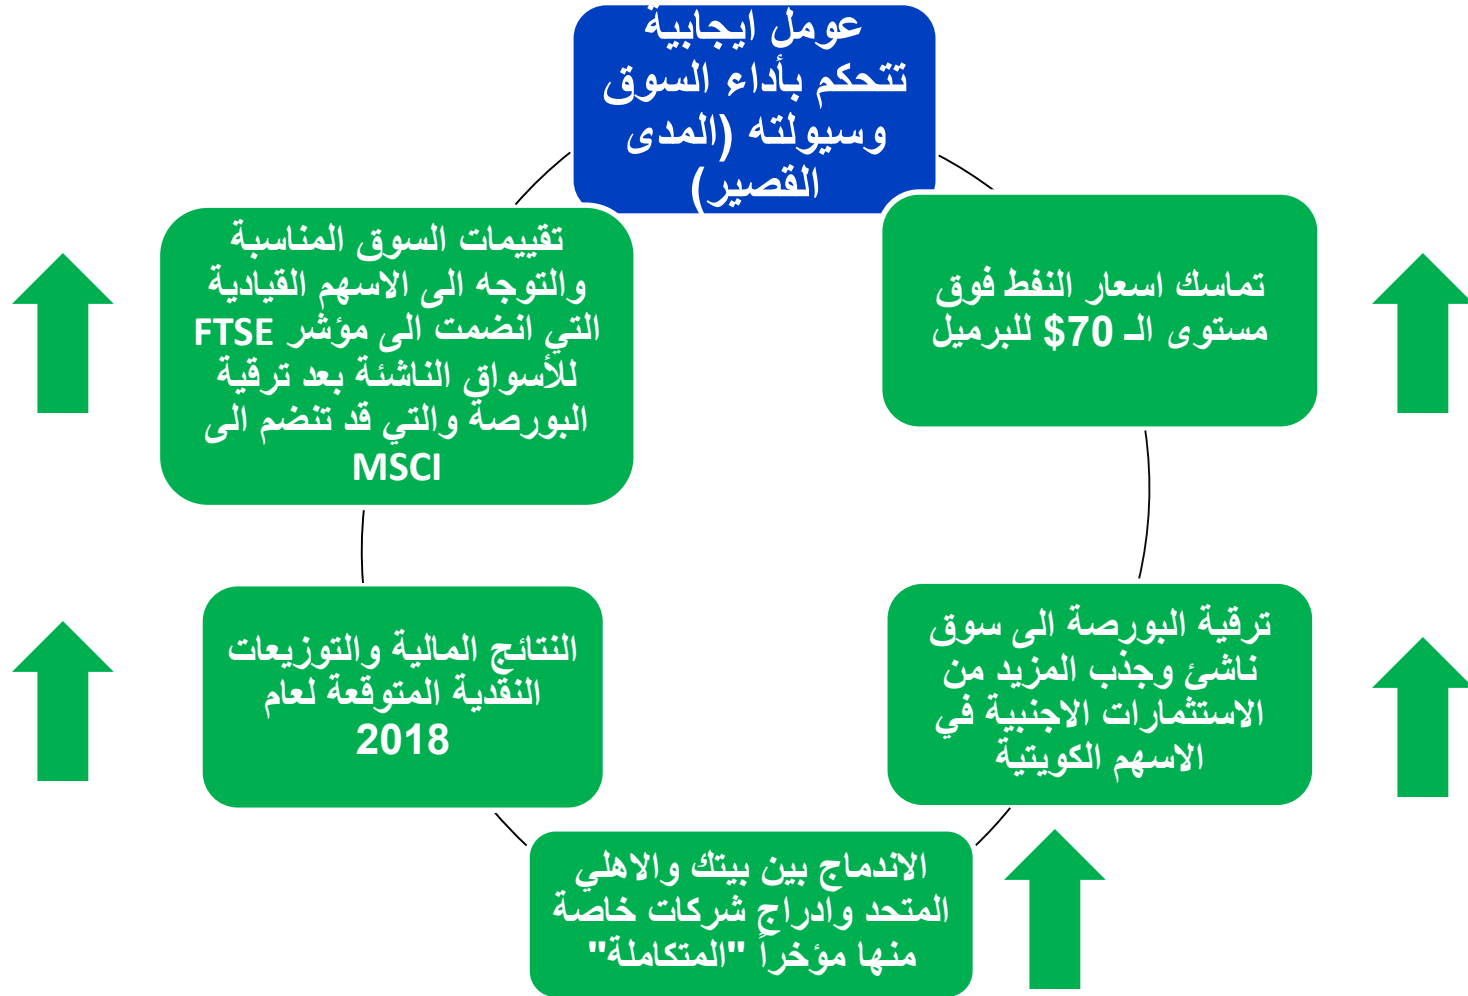 عومل ايجابية
تتحكم بأداء السوق
وسيولته (المدى
القصير)
تماسك اسعار النفط فوق
مستوى الـ 70$ للبرميل
ترقية البورصة الى سوق
ناشئ وجذب المزيد من
الاستثمارات الاجنبية في
الاسهم الكويتية
الاندماج بين بيتك والاهلي
المتحد وادراج شركات خاصة
منها مؤخراً "المتكاملة"
النتائج المالية والتوزيعات
النقدية المتوقعة لعام
2018
تقييمات السوق المناسبة
والتوجه الى الاسهم القيادية
التي انضمت الى مؤشر FTSE
للأسواق الناشئة بعد ترقية
البورصة والتي قد تنضم الى
MSCI